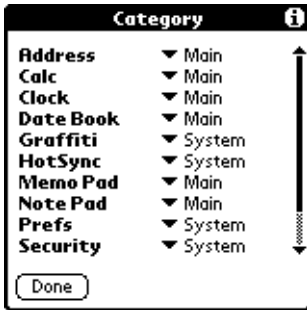 Category
Address Main
Calc Main
Clock Main
Date Book Main
Graffiti System
HotSync System
Memo Pad Main
Note Pad Main
Prefs System
Security System
Done